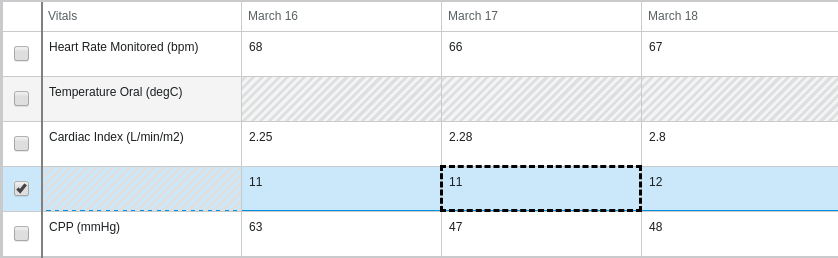 Vitals March 16 March 17 March 18
Heart Rate Monitored (bpm) 68 66 67
Temperature Oral (degC)
Cardiac Index (L/min/m2) 2.25 2.28 2.8
11 11 12
CPP (mmHg) 63 47 48